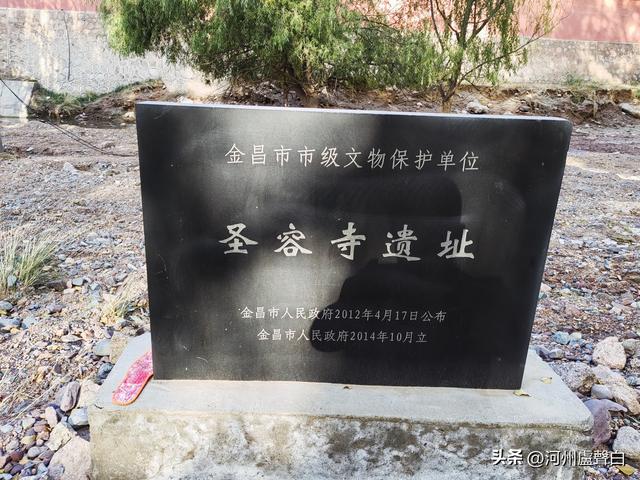 金昌市市级文物保护单位
圣容寺遗址
金昌市人民政府2012年4月17日公布
金昌市人民政府2014年10月立
头条@河州盧聲白